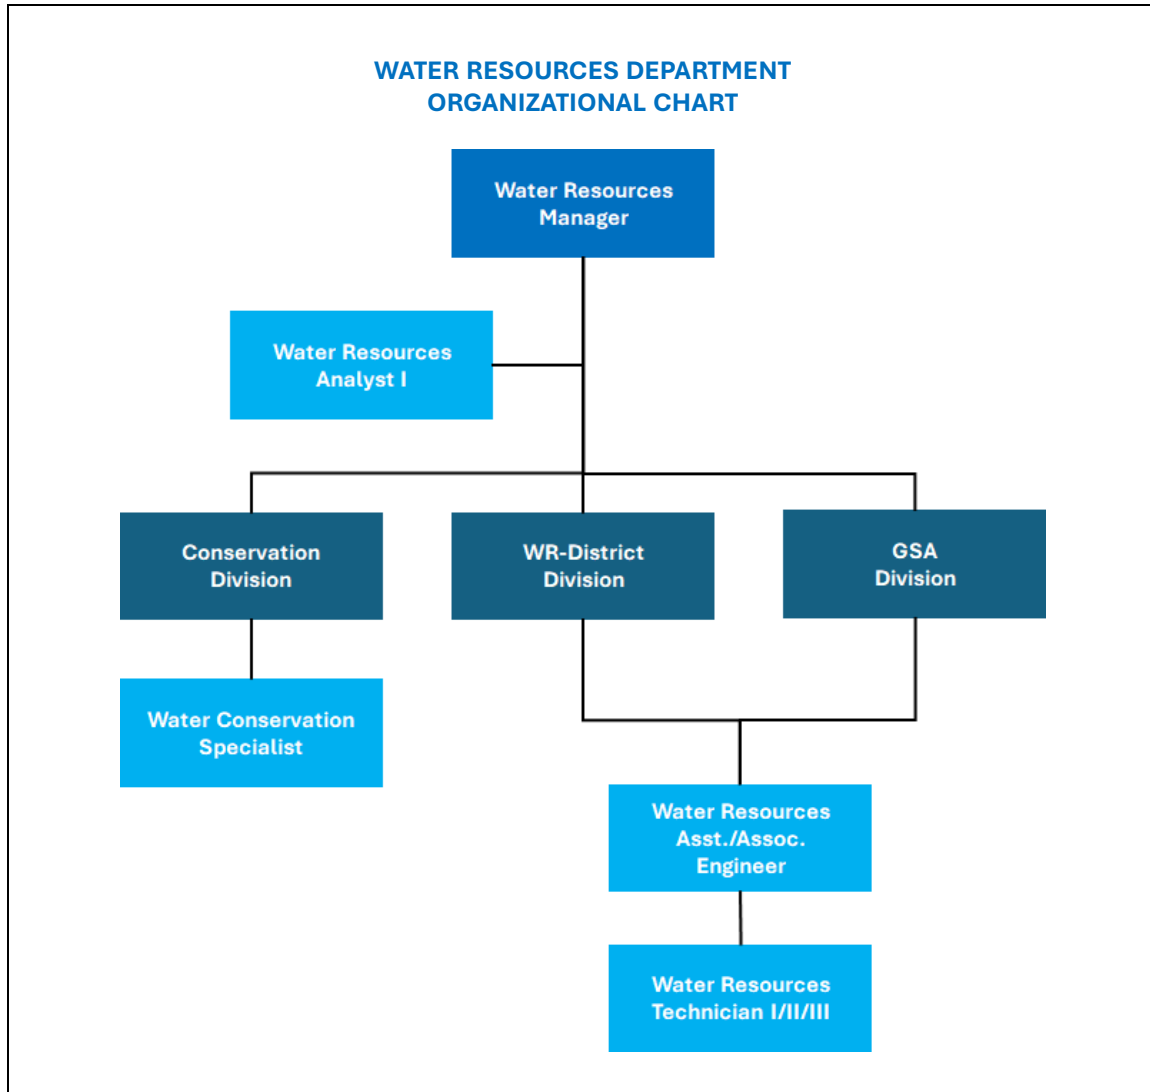 WATER RESOURCES DEPARTMENT
ORGANIZATIONAL CHART
Water Resources
Manager
Water Resources
Analyst I
Conservation
Division
WR-District
Division
GSA
Division
Water Conservation
Specialist
Water Resources
Asst./Assoc.
Engineer
Water Resources
Technician I/II/III